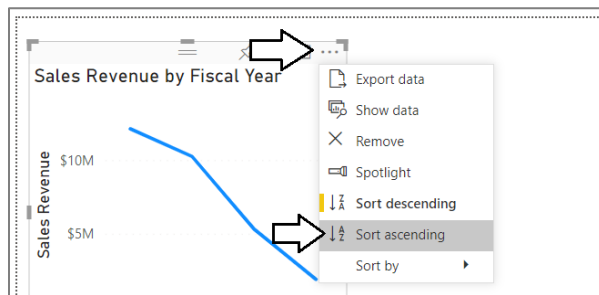 Sales Revenue by Fiscal Year
Sales Revenue
$10M
$5M
Export data
Show data
Remove
Spotlight
Sort descending
Sort ascending
Sort by